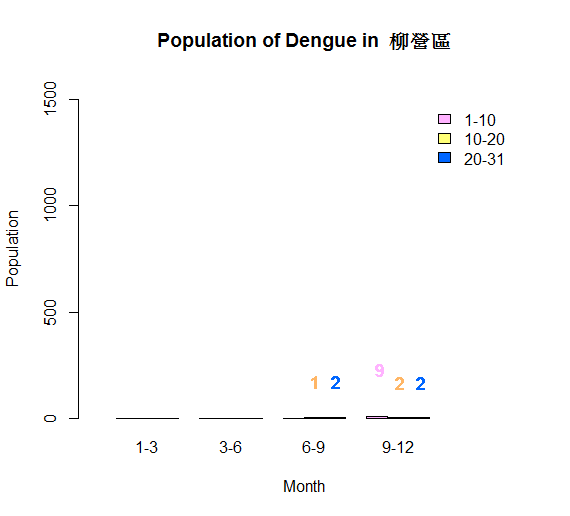 Population of Dengue in 柳營區
1500
1000
500
0
Population
1-10
10-20
20-31
1 2 9 2 2
1-3 3-6 6-9 9-12
Month